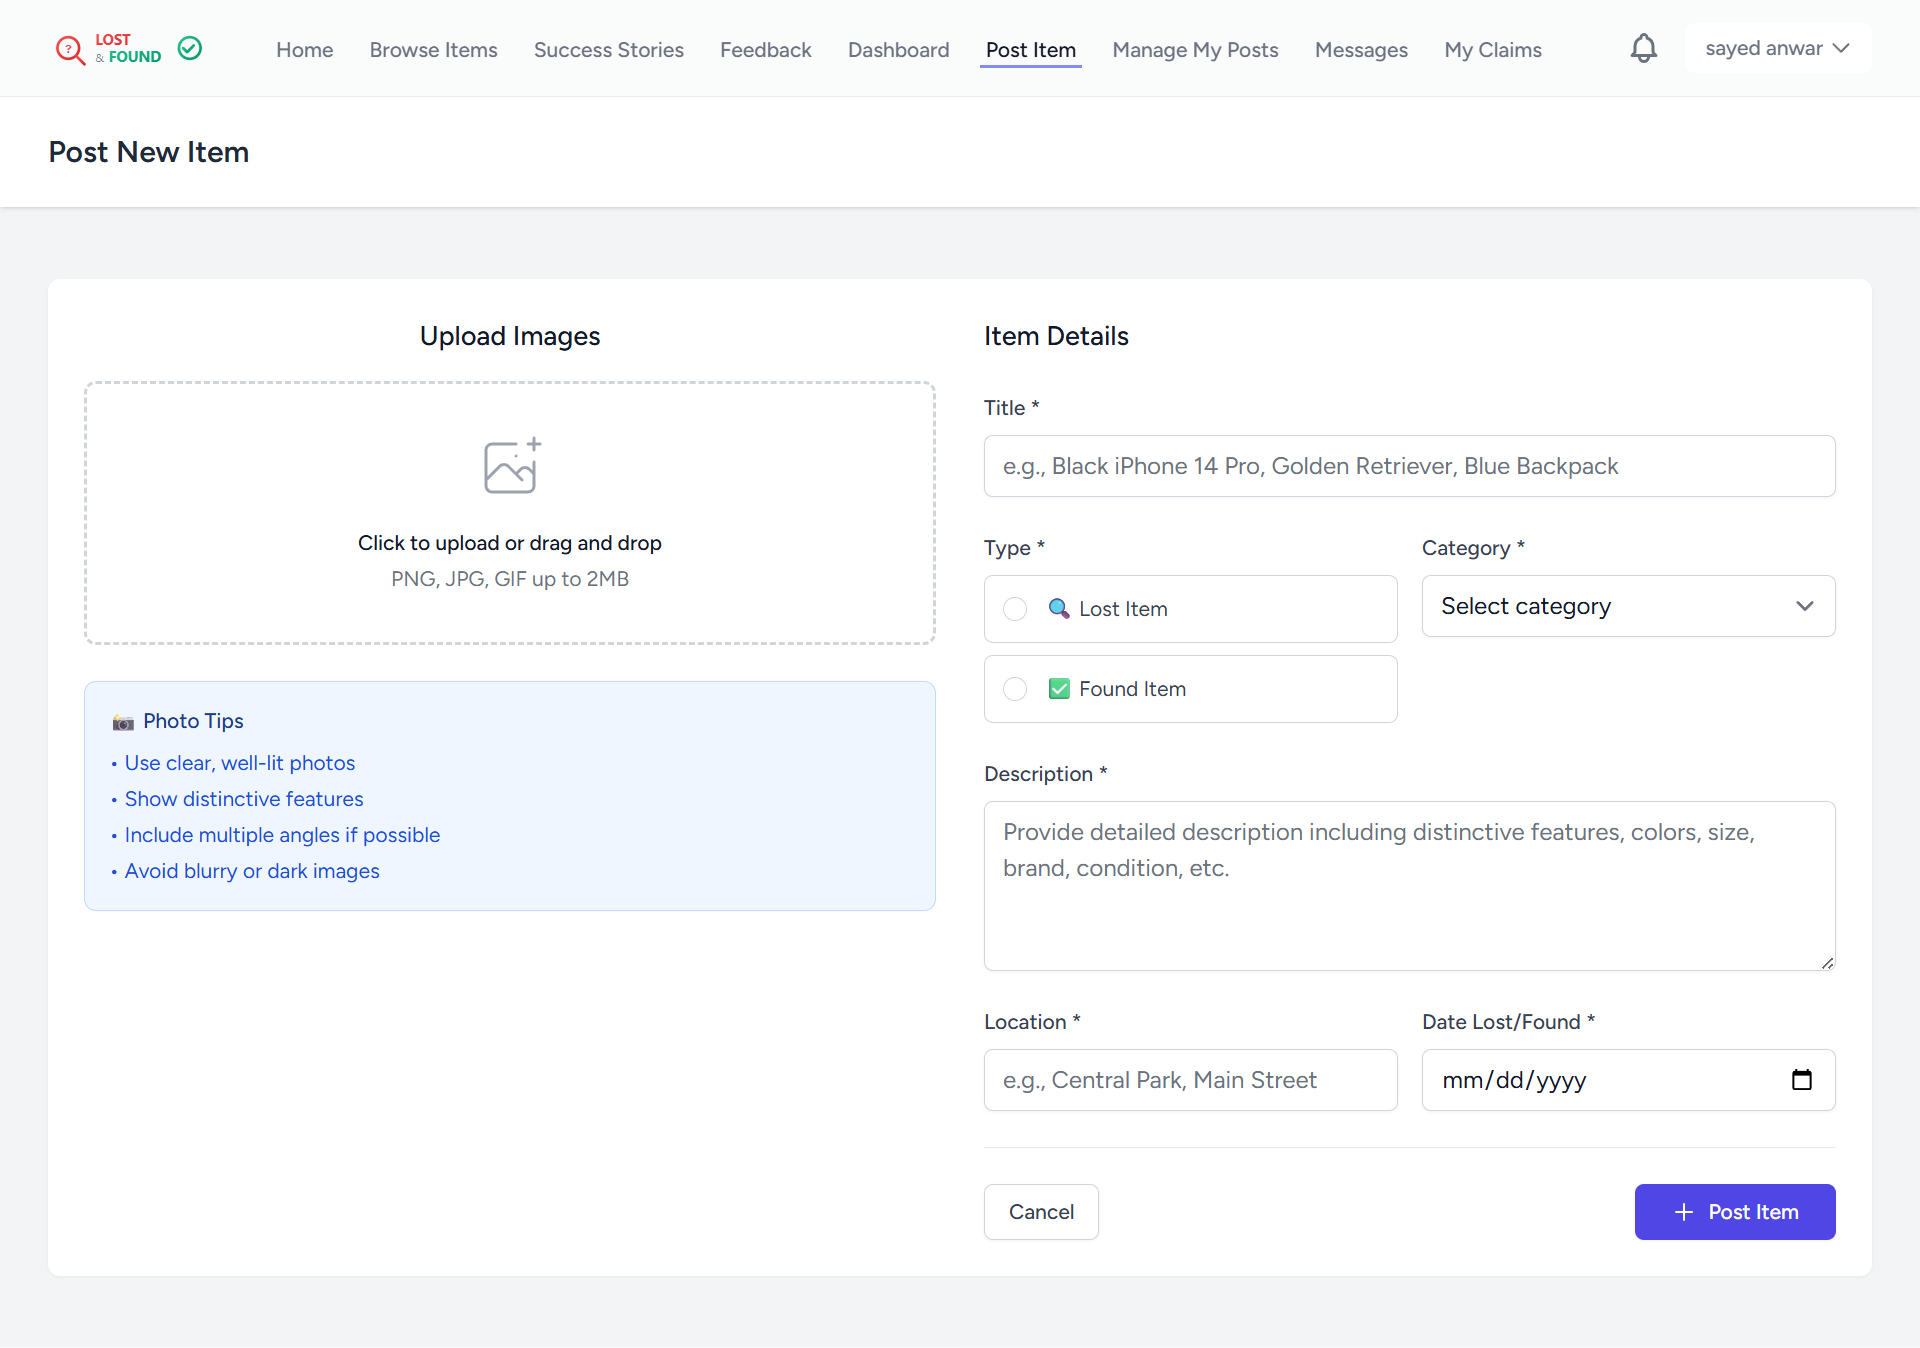 LOST
& FOUND
Home
Browse Items
Success Stories
Feedback
Dashboard
Post Item
Manage My Posts
Messages
My Claims
sayed anwar
Post New Item
Upload Images
Click to upload or drag and drop
PNG, JPG, GIF up to 2MB
📸 Photo Tips
• Use clear, well-lit photos
• Show distinctive features
• Include multiple angles if possible
• Avoid blurry or dark images
Item Details
Title *
e.g., Black iPhone 14 Pro, Golden Retriever, Blue Backpack
Type *
🔍 Lost Item
✅ Found Item
Category *
Select category
Description *
Provide detailed description including distinctive features, colors, size,
brand, condition, etc.
Location *
e.g., Central Park, Main Street
Date Lost/Found *
mm/dd/yyyy
Cancel
+ Post Item